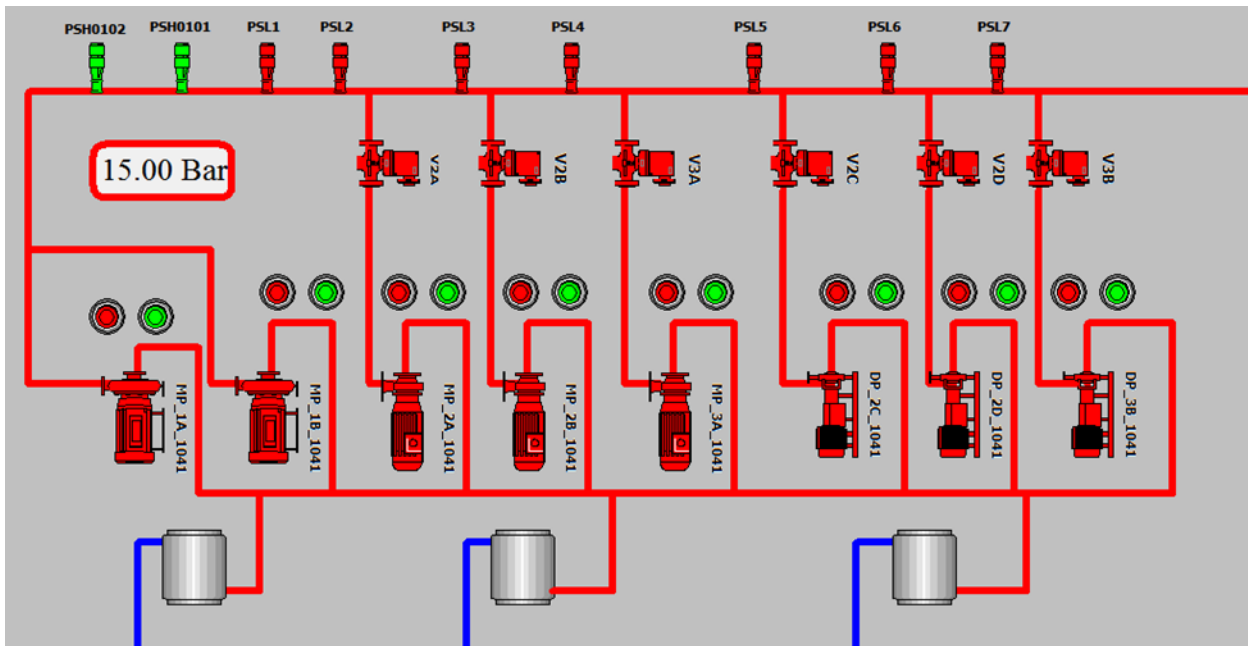 PSH0102
PSH0101
PSL1
PSL2
PSL3
PSL4
PSL5
PSL6
PSL7
15.00 Bar
V2A
V2B
V3A
V2C
V2D
V3B
MP_1A_1041
MP_1B_1041
MP_2A_1041
MP_2B_1041
MP_3A_1041
DP_2C_1041
DP_2D_1041
DP_3B_1041